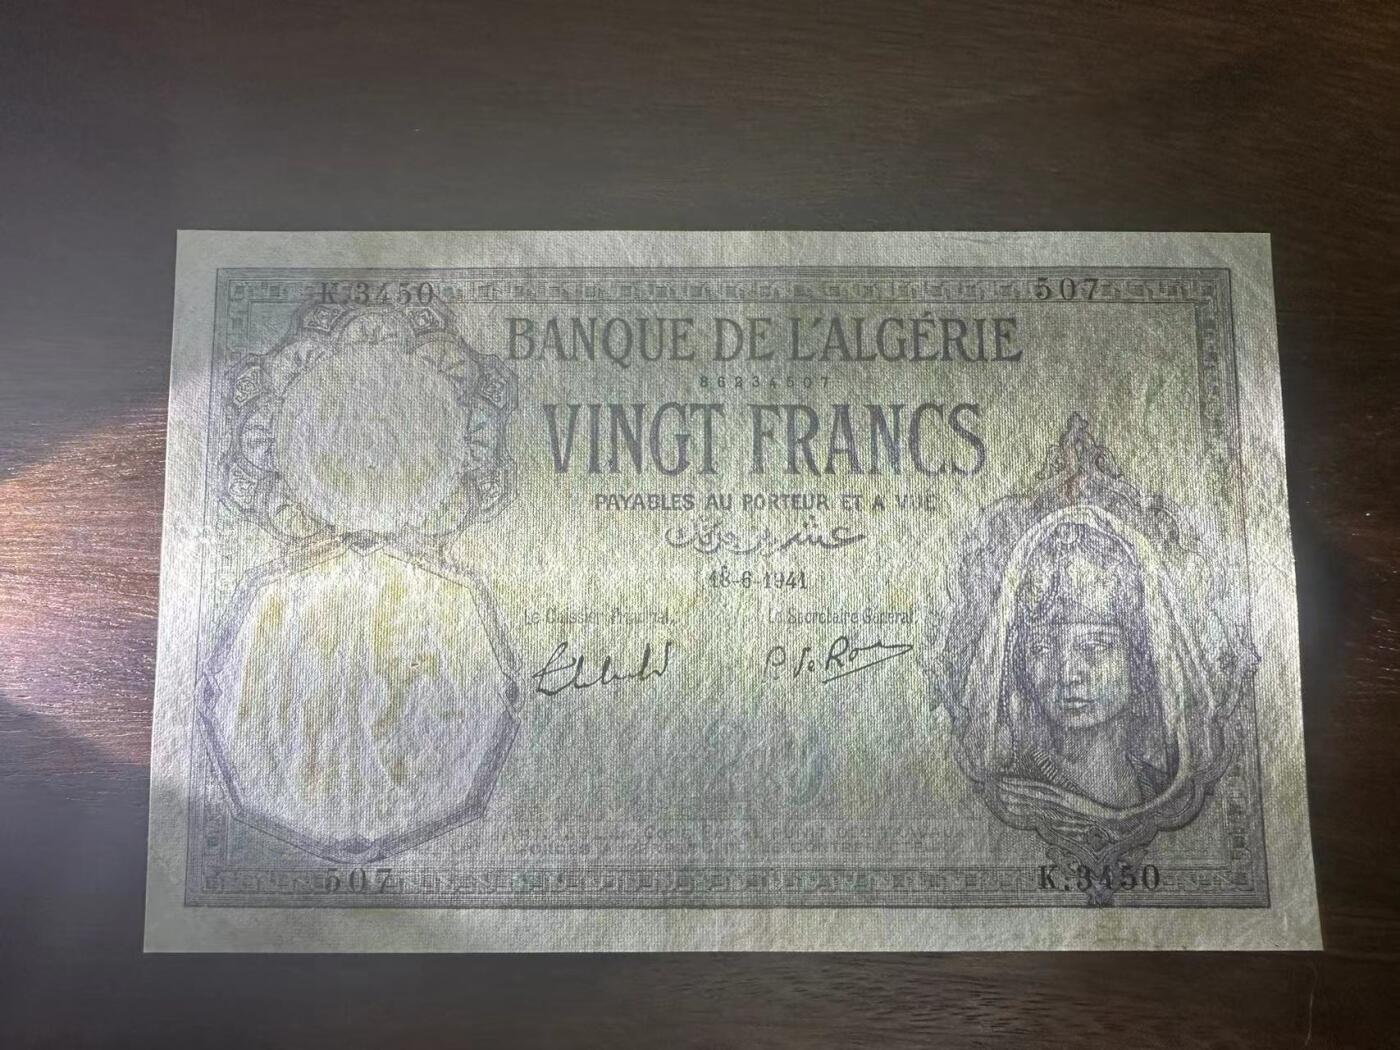 K.3450 507
BANQUE DE L'ALGÉRIE
86234507
VINGT FRANCS
PAYABLES AU PORTEUR ET A VUE
عشرين فرنك
18-6-1941
Le Caissier Principal, Le Secrétaire Général,
507 K.3450